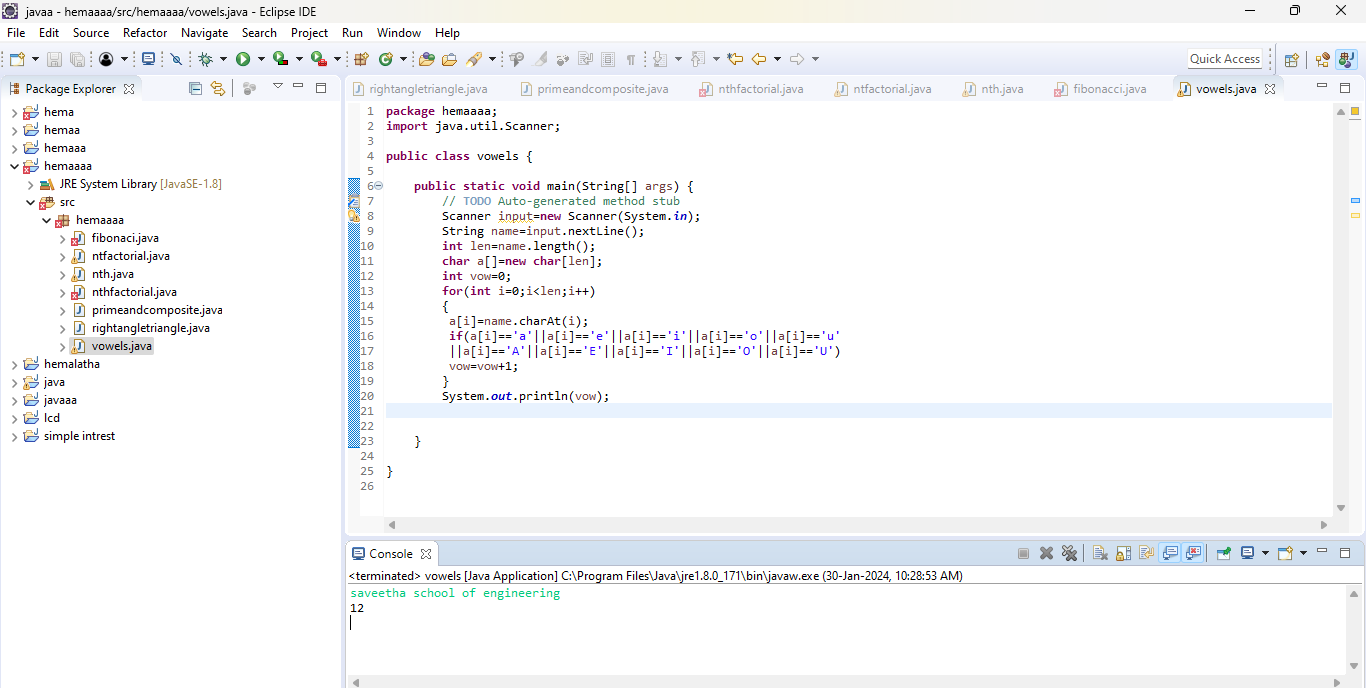 javaa - hemaaaa/src/hemaaaa/vowels.java - Eclipse IDE
File Edit Source Refactor Navigate Search Project Run Window Help
Quick Access
Package Explorer
hema
hemaa
hemaaa
hemaaaa
JRE System Library [JavaSE-1.8]
src
hemaaaa
fibonaci.java
ntfactorial.java
nth.java
nthfactorial.java
primeandcomposite.java
rightangletriangle.java
vowels.java
hemalatha
java
javaaa
lcd
simple intrest
rightangletriangle.java primeandcomposite.java nthfactorial.java ntfactorial.java nth.java fibonacci.java vowels.java
1 package hemaaaa;
2 import java.util.Scanner;
3
4 public class vowels {
5
6 public static void main(String[] args) {
7 // TODO Auto-generated method stub
8 Scanner input=new Scanner(System.in);
9 String name=input.nextLine();
10 int len=name.length();
11 char a[]=new char[len];
12 int vow=0;
13 for(int i=0;i<len;i++)
14 {
15 a[i]=name.charAt(i);
16 if(a[i]=='a'||a[i]=='e'||a[i]=='i'||a[i]=='o'||a[i]=='u'
17 ||a[i]=='A'||a[i]=='E'||a[i]=='I'||a[i]=='O'||a[i]=='U')
18 vow=vow+1;
19 }
20 System.out.println(vow);
21
22
23 }
24
25 }
26
Console
<terminated> vowels [Java Application] C:\Program Files\Java\jre1.8.0_171\bin\javaw.exe (30-Jan-2024, 10:28:53 AM)
saveetha school of engineering
12